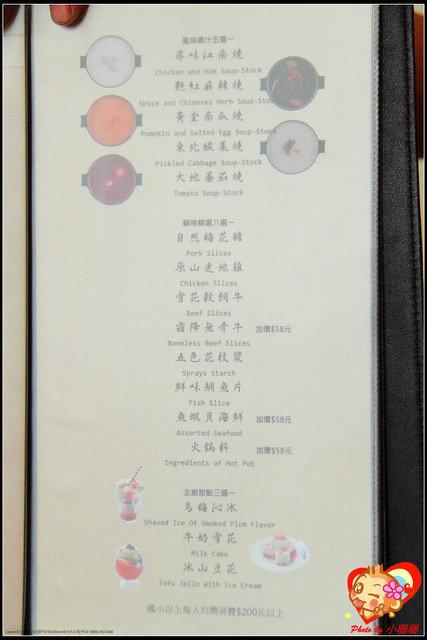 風味燒汁五選一
尋味江南燒
Chicken and Ham Soup-Stock
艷紅麻辣燒
Spice and Chineses Herb Soup-Stock
黃金南瓜燒
Pumpkin and Salted Egg Soup-Stock
東北酸菜燒
Pickled Cabbage Soup-Stock
大地蕃茄燒
Tomato Soup-Stock
鍋物精選八選一
自然梅花豬
Pork Slices
原山走地雞
Chicken Slices
雪花穀飼牛
Beef Slices
霜降無骨牛 加價$58元
Boneless Beef Slices
五色花枝漿
Sprays Starch
鮮味鯛魚片
Fish Slice
魚蝦貝海鮮 加價$58元
Assorted Seafood
火鍋料 加價$58元
Ingredients of Hot Pot
主廚甜點三選一
烏梅沁冰
Shaved Ice Of Smoked Plum Flavor
牛奶雪花
Milk Cake
冰山豆花
Tofu Jello With Ice Cream
國小以上每人均需消費$200元以上
Photo by 小雞雞